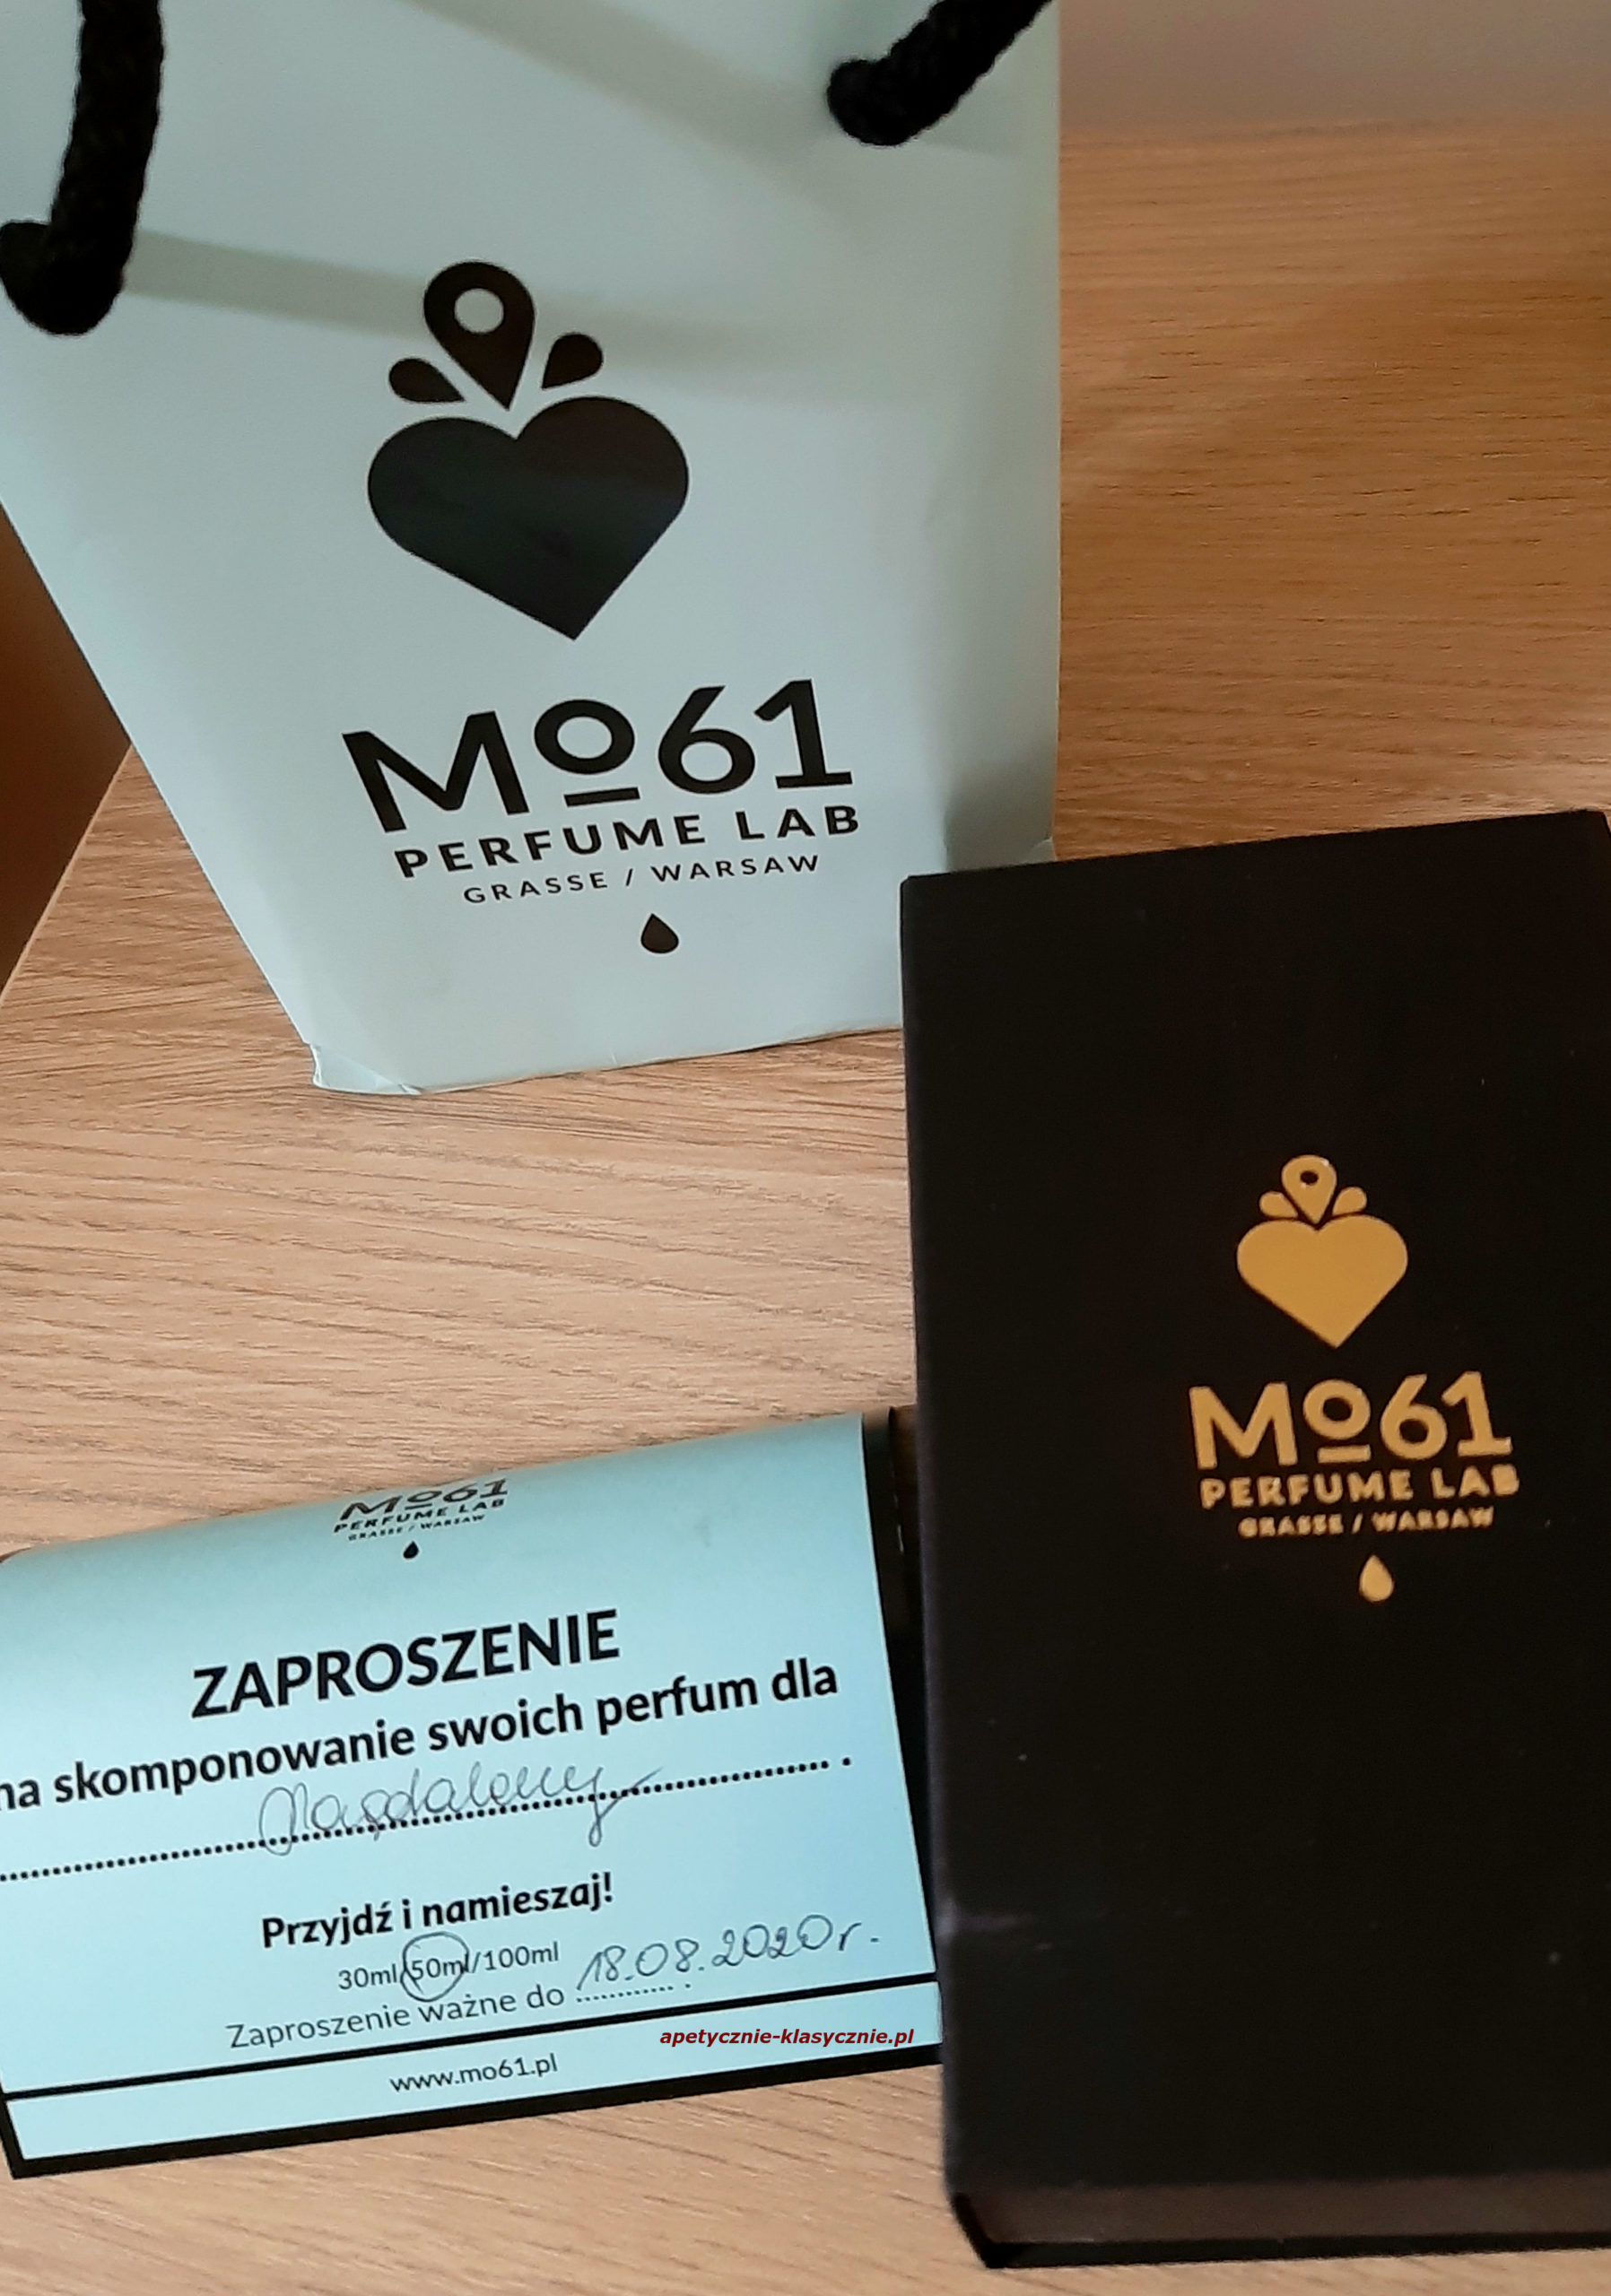 Mo61
PERFUME LAB
GRASSE / WARSAW
Mo61
PERFUME LAB
GRASSE / WARSAW
Mo61
PERFUME LAB
GRASSE / WARSAW
ZAPROSZENIE
na skomponowanie swoich perfum dla
Magdaleny
Przyjdź i namieszaj!
30ml/50ml/100ml
Zaproszenie ważne do 18.08.2020r.
apetycznie-klasycznie.pl
www.mo61.pl